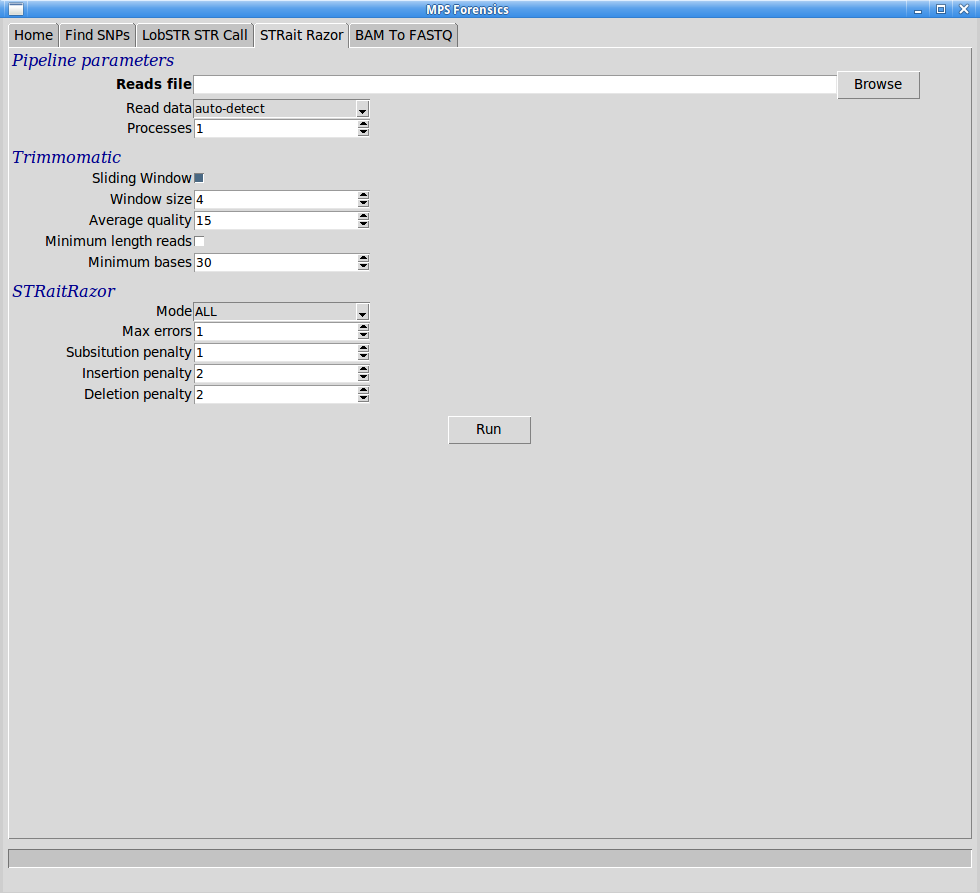 MPS Forensics
Home Find SNPs LobSTR STR Call STRait Razor BAM To FASTQ
Pipeline parameters
Reads file Browse
Read data auto-detect
Processes 1
Trimmomatic
Sliding Window
Window size 4
Average quality 15
Minimum length reads
Minimum bases 30
STRaitRazor
Mode ALL
Max errors 1
Subsitution penalty 1
Insertion penalty 2
Deletion penalty 2
Run